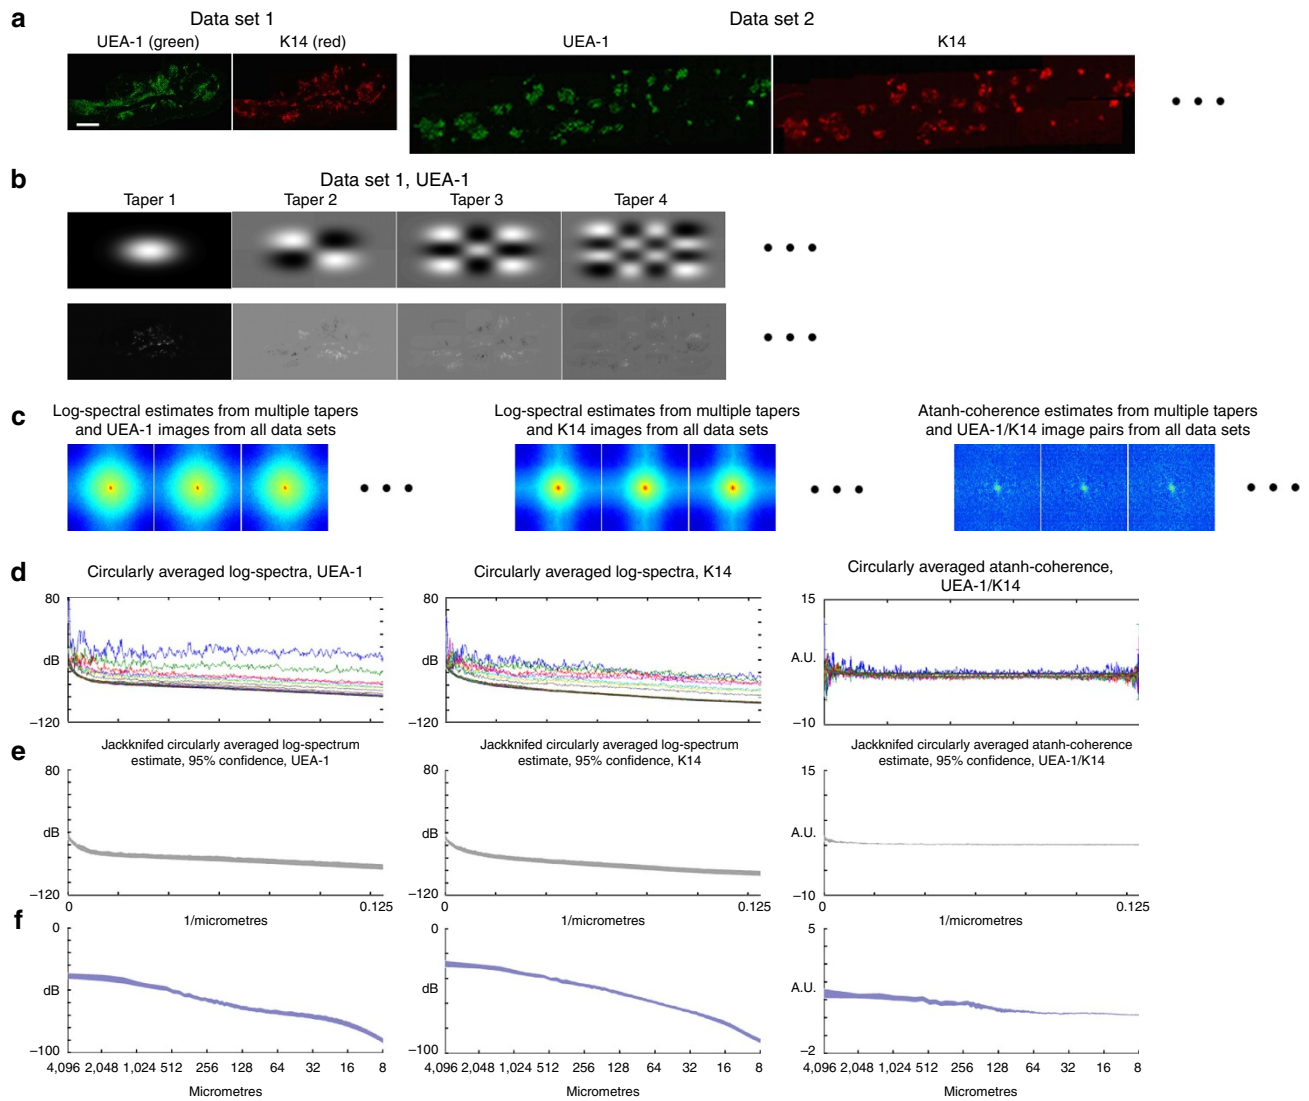 a
Data set 1
Data set 2
UEA-1 (green)
K14 (red)
UEA-1
K14
b
Data set 1, UEA-1
Taper 1
Taper 2
Taper 3
Taper 4
c
Log-spectral estimates from multiple tapers
and UEA-1 images from all data sets
Log-spectral estimates from multiple tapers
and K14 images from all data sets
Atanh-coherence estimates from multiple tapers
and UEA-1/K14 image pairs from all data sets
d
Circularly averaged log-spectra, UEA-1
80
dB
–120
Circularly averaged log-spectra, K14
80
dB
–120
Circularly averaged atanh-coherence,
UEA-1/K14
15
A.U.
–10
e
Jackknifed circularly averaged log-spectrum
estimate, 95% confidence, UEA-1
80
dB
–120
0
0.125
1/micrometres
Jackknifed circularly averaged log-spectrum
estimate, 95% confidence, K14
80
dB
–120
0
0.125
1/micrometres
Jackknifed circularly averaged atanh-coherence
estimate, 95% confidence, UEA-1/K14
15
A.U.
–10
0
0.125
1/micrometres
f
0
dB
–100
4,096 2,048 1,024 512 256 128 64 32 16 8
Micrometres
0
dB
–100
4,096 2,048 1,024 512 256 128 64 32 16 8
Micrometres
5
A.U.
–2
4,096 2,048 1,024 512 256 128 64 32 16 8
Micrometres